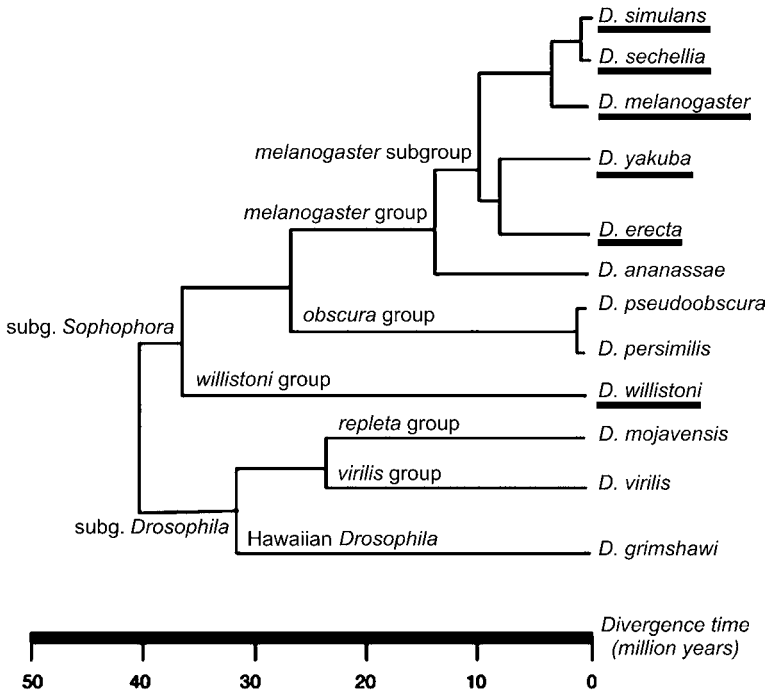 D. simulans
D. sechellia
D. melanogaster
melanogaster subgroup
D. yakuba
melanogaster group
D. erecta
D. ananassae
D. pseudoobscura
obscura group
subg. Sophophora
D. persimilis
willistoni group
D. willistoni
repleta group
D. mojavensis
virilis group
D. virilis
subg. Drosophila
Hawaiian Drosophila
D. grimshawi
Divergence time
(million years)
50 40 30 20 10 0